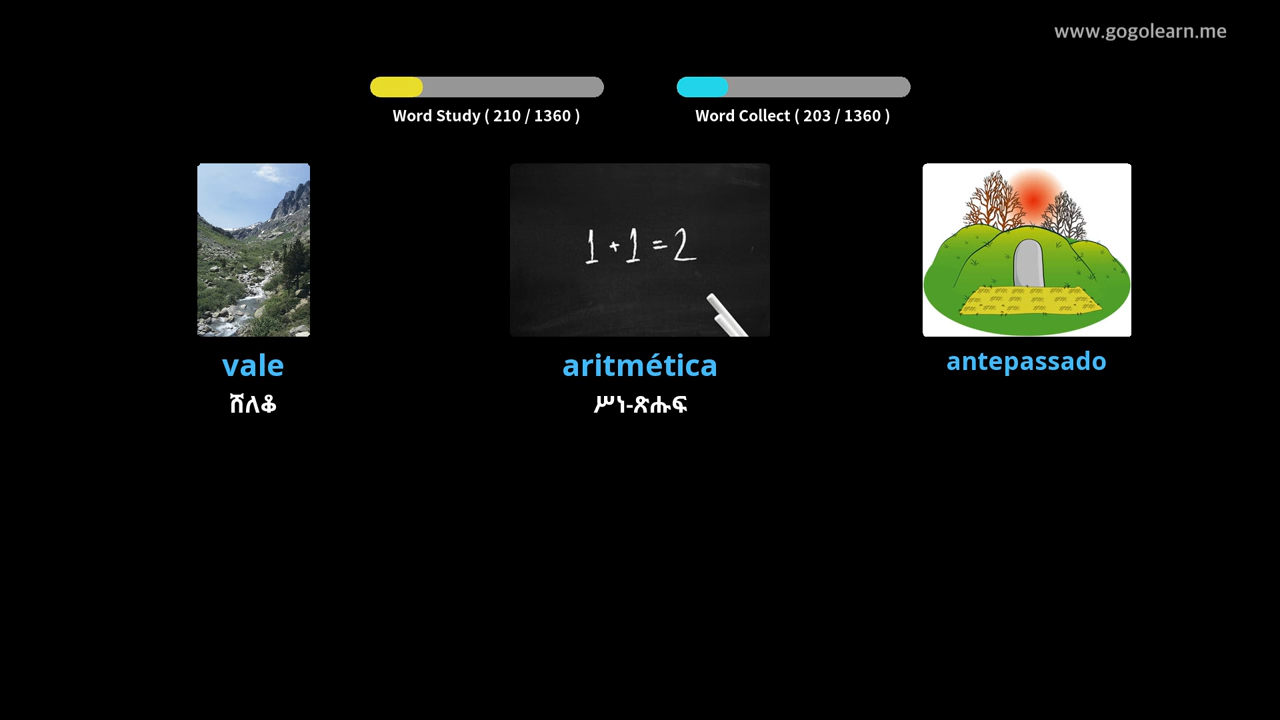 www.gogolearn.me
Word Study ( 210 / 1360 )
Word Collect ( 203 / 1360 )
1 + 1 = 2
vale
aritmética
antepassado
ሸለቆ
ሥነ-ጽሑፍ